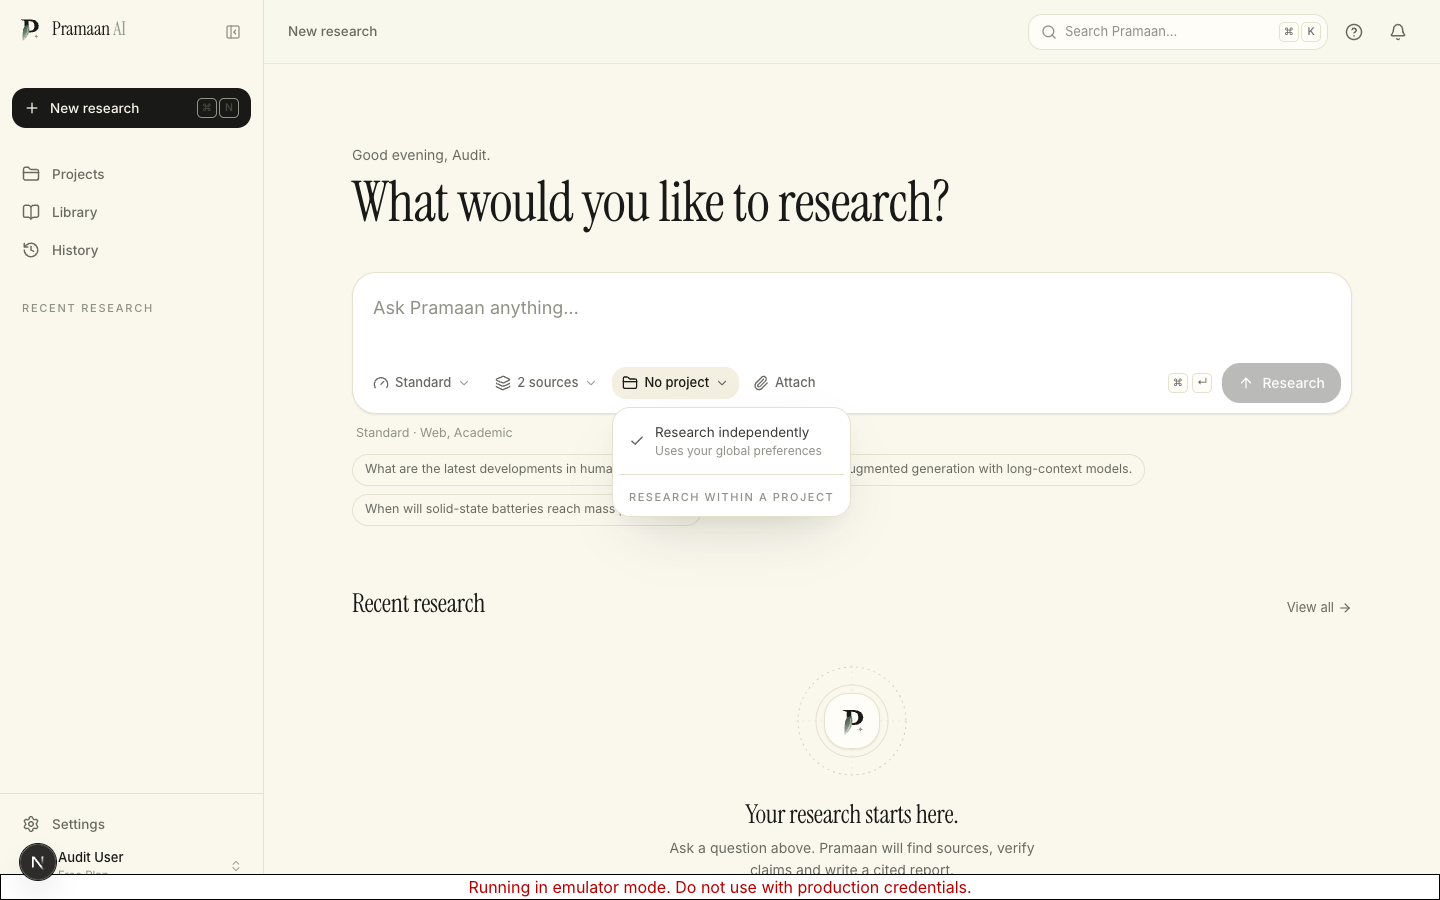 Pramaan AI
New research
⌘ N
Projects
Library
History
RECENT RESEARCH
Settings
Audit User
Free Plan
New research
Search Pramaan...
⌘ K
Good evening, Audit.
What would you like to research?
Ask Pramaan anything...
Standard
2 sources
No project
Attach
⌘ ↵
Research
Standard · Web, Academic
Research independently
Uses your global preferences
RESEARCH WITHIN A PROJECT
What are the latest developments in
ugmented generation with long-context models.
When will solid-state batteries reach mass
Recent research
View all →
P
Your research starts here.
Ask a question above. Pramaan will find sources, verify
claims and write a cited report.
N
Running in emulator mode. Do not use with production credentials.